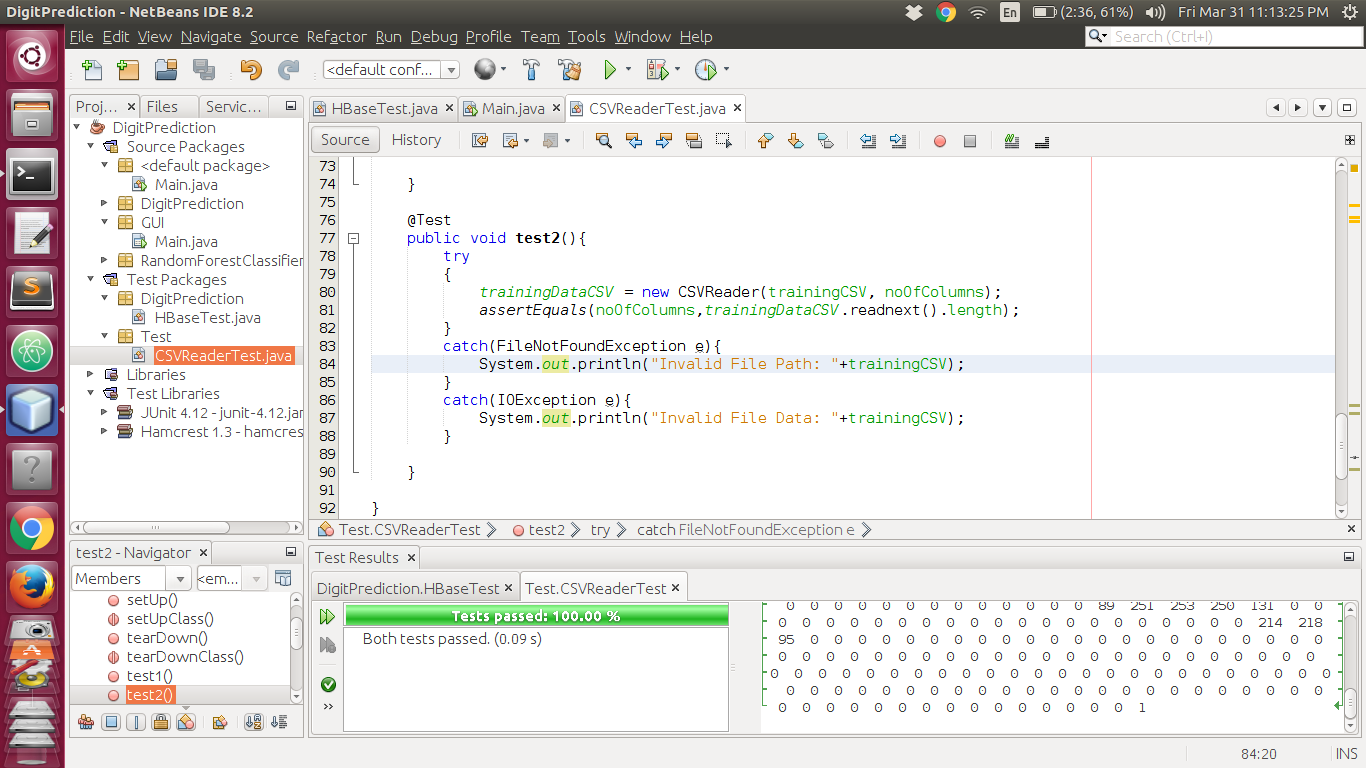 DigitPrediction - NetBeans IDE 8.2
En
(2:36, 61%)
Fri Mar 31 11:13:25 PM
File Edit View Navigate Source Refactor Run Debug Profile Team Tools Window Help
Search (Ctrl+I)
<default conf...
Proj...
Files
Servic...
DigitPrediction
Source Packages
<default package>
Main.java
DigitPrediction
GUI
Main.java
RandomForestClassifier
Test Packages
DigitPrediction
HBaseTest.java
Test
CSVReaderTest.java
Libraries
Test Libraries
JUnit 4.12 - junit-4.12.jar
Hamcrest 1.3 - hamcrest
HBaseTest.java
Main.java
CSVReaderTest.java
Source
History
73
74 }
75
76 @Test
77 public void test2(){
78 try
79 {
80 trainingDataCSV = new CSVReader(trainingCSV, noOfColumns);
81 assertEquals(noOfColumns,trainingDataCSV.readnext().length);
82 }
83 catch(FileNotFoundException e){
84 System.out.println("Invalid File Path: "+trainingCSV);
85 }
86 catch(IOException e){
87 System.out.println("Invalid File Data: "+trainingCSV);
88 }
89
90 }
91
92 }
Test.CSVReaderTest
test2
try
catch FileNotFoundException e
test2 - Navigator
Members
<em...
setUp()
setUpClass()
tearDown()
tearDownClass()
test1()
test2()
Test Results
DigitPrediction.HBaseTest
Test.CSVReaderTest
Tests passed: 100.00 %
Both tests passed. (0.09 s)
0 0 0 0 0 0 0 0 0 0 0 0 0 89 251 253 250 131 0 0
0 0 0 0 0 0 0 0 0 0 0 0 0 0 0 0 0 0 0 214 218
95 0 0 0 0 0 0 0 0 0 0 0 0 0 0 0 0 0 0 0 0
0 0 0 0 0 0 0 0 0 0 0 0 0 0 0 0 0 0 0 0 0 0
0 0 0 0 0 0 0 0 0 0 0 0 0 0 0 0 0 0 0 0 0 0
0 0 0 0 0 0 0 0 0 0 0 0 0 0 0 0 0 0 0 0 0 0
0 0 0 0 0 0 0 0 0 0 0 0 0 0 1
84:20
INS